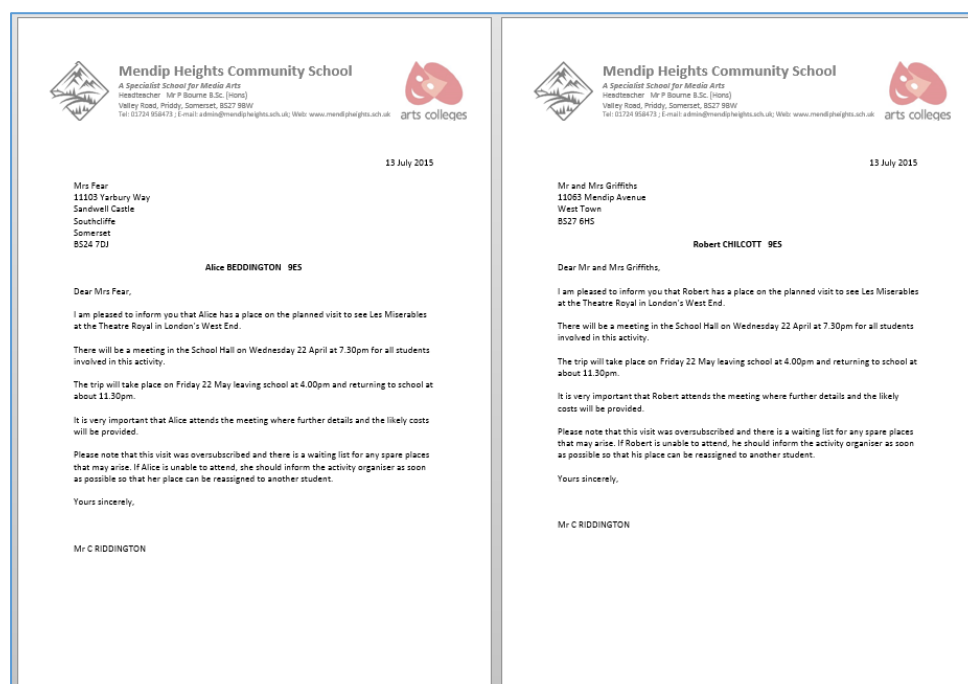 Mendip Heights Community School
A Specialist School for Media Arts
Headteacher Mr P Bourne B.Sc. (Hons)
Valley Road, Priddy, Somerset, BS27 9BW
Tel: 01724 958473 ; E-mail: admin@mendipheights.sch.uk; Web: www.mendipheights.sch.uk
arts colleges
13 July 2015
Mrs Fear
11103 Yarbury Way
Sandwell Castle
Southcliffe
Somerset
BS24 7DJ
Alice BEDDINGTON 9ES
Dear Mrs Fear,
I am pleased to inform you that Alice has a place on the planned visit to see Les Miserables
at the Theatre Royal in London's West End.
There will be a meeting in the School Hall on Wednesday 22 April at 7.30pm for all students
involved in this activity.
The trip will take place on Friday 22 May leaving school at 4.00pm and returning to school at
about 11.30pm.
It is very important that Alice attends the meeting where further details and the likely costs
will be provided.
Please note that this visit was oversubscribed and there is a waiting list for any spare places
that may arise. If Alice is unable to attend, she should inform the activity organiser as soon
as possible so that her place can be reassigned to another student.
Yours sincerely,
Mr C RIDDINGTON
Mendip Heights Community School
A Specialist School for Media Arts
Headteacher Mr P Bourne B.Sc. (Hons)
Valley Road, Priddy, Somerset, BS27 9BW
Tel: 01724 958473 ; E-mail: admin@mendipheights.sch.uk; Web: www.mendipheights.sch.uk
arts colleges
13 July 2015
Mr and Mrs Griffiths
11063 Mendip Avenue
West Town
BS27 6HS
Robert CHILCOTT 9ES
Dear Mr and Mrs Griffiths,
I am pleased to inform you that Robert has a place on the planned visit to see Les Miserables
at the Theatre Royal in London's West End.
There will be a meeting in the School Hall on Wednesday 22 April at 7.30pm for all students
involved in this activity.
The trip will take place on Friday 22 May leaving school at 4.00pm and returning to school at
about 11.30pm.
It is very important that Robert attends the meeting where further details and the likely
costs will be provided.
Please note that this visit was oversubscribed and there is a waiting list for any spare places
that may arise. If Robert is unable to attend, he should inform the activity organiser as soon
as possible so that his place can be reassigned to another student.
Yours sincerely,
Mr C RIDDINGTON